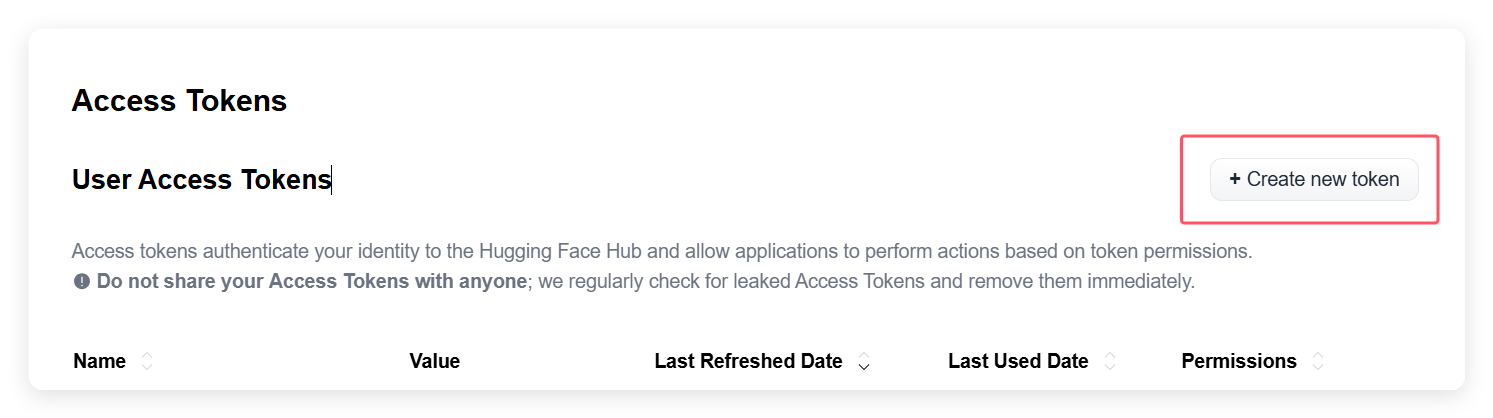 Access Tokens
User Access Tokens
+ Create new token
Access tokens authenticate your identity to the Hugging Face Hub and allow applications to perform actions based on token permissions.
Do not share your Access Tokens with anyone; we regularly check for leaked Access Tokens and remove them immediately.
Name Value Last Refreshed Date Last Used Date Permissions